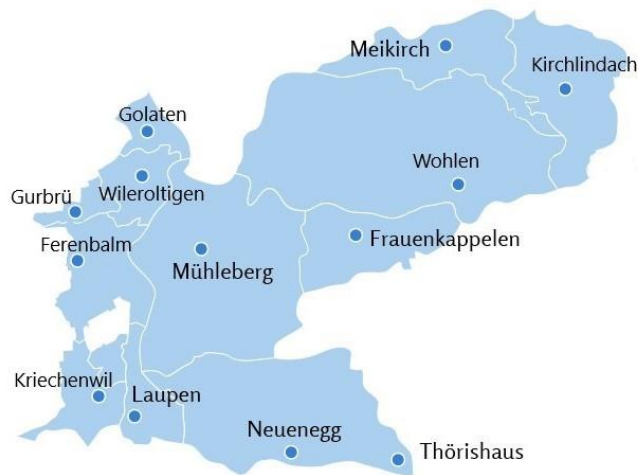 Meikirch
Kirchlindach
Golaten
Wohlen
Wileroltigen
Gurbrü
Frauenkappelen
Ferenbalm
Mühleberg
Kriechenwil
Laupen
Neuenegg
Thörishaus